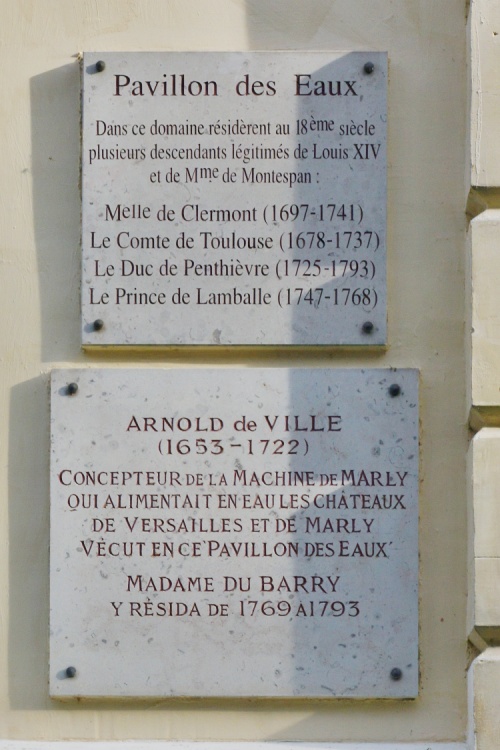 Pavillon des Eaux
Dans ce domaine résidèrent au 18ème siècle
plusieurs descendants légitimés de Louis XIV
et de Mme de Montespan :
Melle de Clermont (1697-1741)
Le Comte de Toulouse (1678-1737)
Le Duc de Penthièvre (1725-1793)
Le Prince de Lamballe (1747-1768)
ARNOLD de VILLE
(1653-1722)
CONCEPTEUR DE LA MACHINE DE MARLY
QUI ALIMENTAIT EN EAU LES CHÂTEAUX
DE VERSAILLES ET DE MARLY
VÉCUT EN CE PAVILLON DES EAUX
MADAME DU BARRY
Y RÉSIDA DE 1769 À 1793